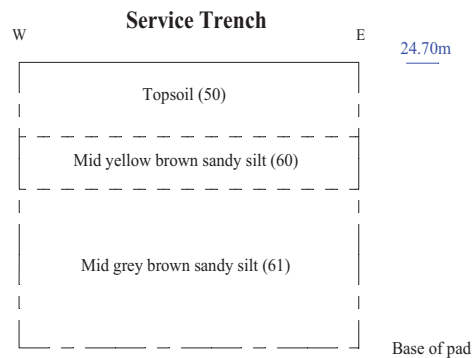 Service Trench
W
E
24.70m
Topsoil (50)
Mid yellow brown sandy silt (60)
Mid grey brown sandy silt (61)
Base of pad